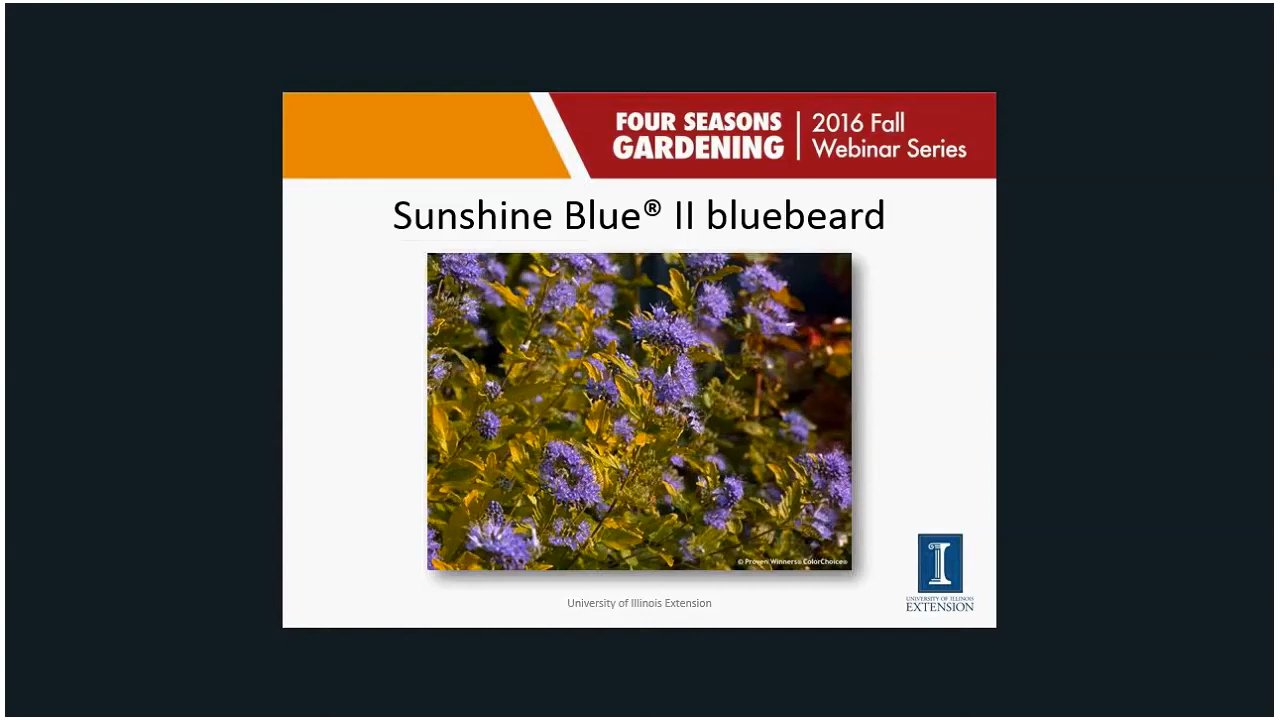 FOUR SEASONS
GARDENING
2016 Fall
Webinar Series
Sunshine Blue® II bluebeard
© Proven Winners® ColorChoice®
University of Illinois Extension
UNIVERSITY OF ILLINOIS
EXTENSION